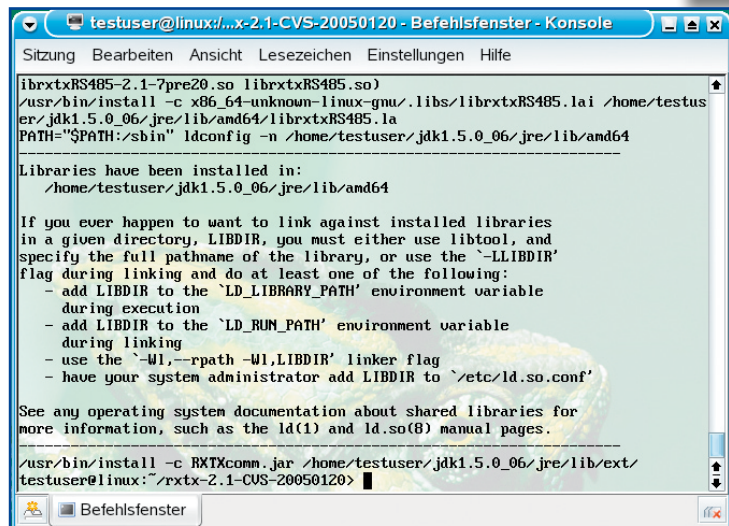 testuser@linux:/...x-2.1-CVS-20050120 - Befehlsfenster - Konsole
Sitzung Bearbeiten Ansicht Lesezeichen Einstellungen Hilfe
ibrxtxRS485-2.1-7pre20.so librxtxRS485.so)
/usr/bin/install -c x86_64-unknown-linux-gnu/.libs/librxtxRS485.lai /home/testus
er/jdk1.5.0_06/jre/lib/amd64/librxtxRS485.la
PATH="$PATH:/sbin" ldconfig -n /home/testuser/jdk1.5.0_06/jre/lib/amd64
----------------------------------------------------------------------
Libraries have been installed in:
   /home/testuser/jdk1.5.0_06/jre/lib/amd64

If you ever happen to want to link against installed libraries
in a given directory, LIBDIR, you must either use libtool, and
specify the full pathname of the library, or use the `-LLIBDIR'
flag during linking and do at least one of the following:
   - add LIBDIR to the `LD_LIBRARY_PATH' environment variable
     during execution
   - add LIBDIR to the `LD_RUN_PATH' environment variable
     during linking
   - use the `-Wl,--rpath -Wl,LIBDIR' linker flag
   - have your system administrator add LIBDIR to `/etc/ld.so.conf'

See any operating system documentation about shared libraries for
more information, such as the ld(1) and ld.so(8) manual pages.
----------------------------------------------------------------------
/usr/bin/install -c RXTXcomm.jar /home/testuser/jdk1.5.0_06/jre/lib/ext/
testuser@linux:~/rxtx-2.1-CVS-20050120>
Befehlsfenster